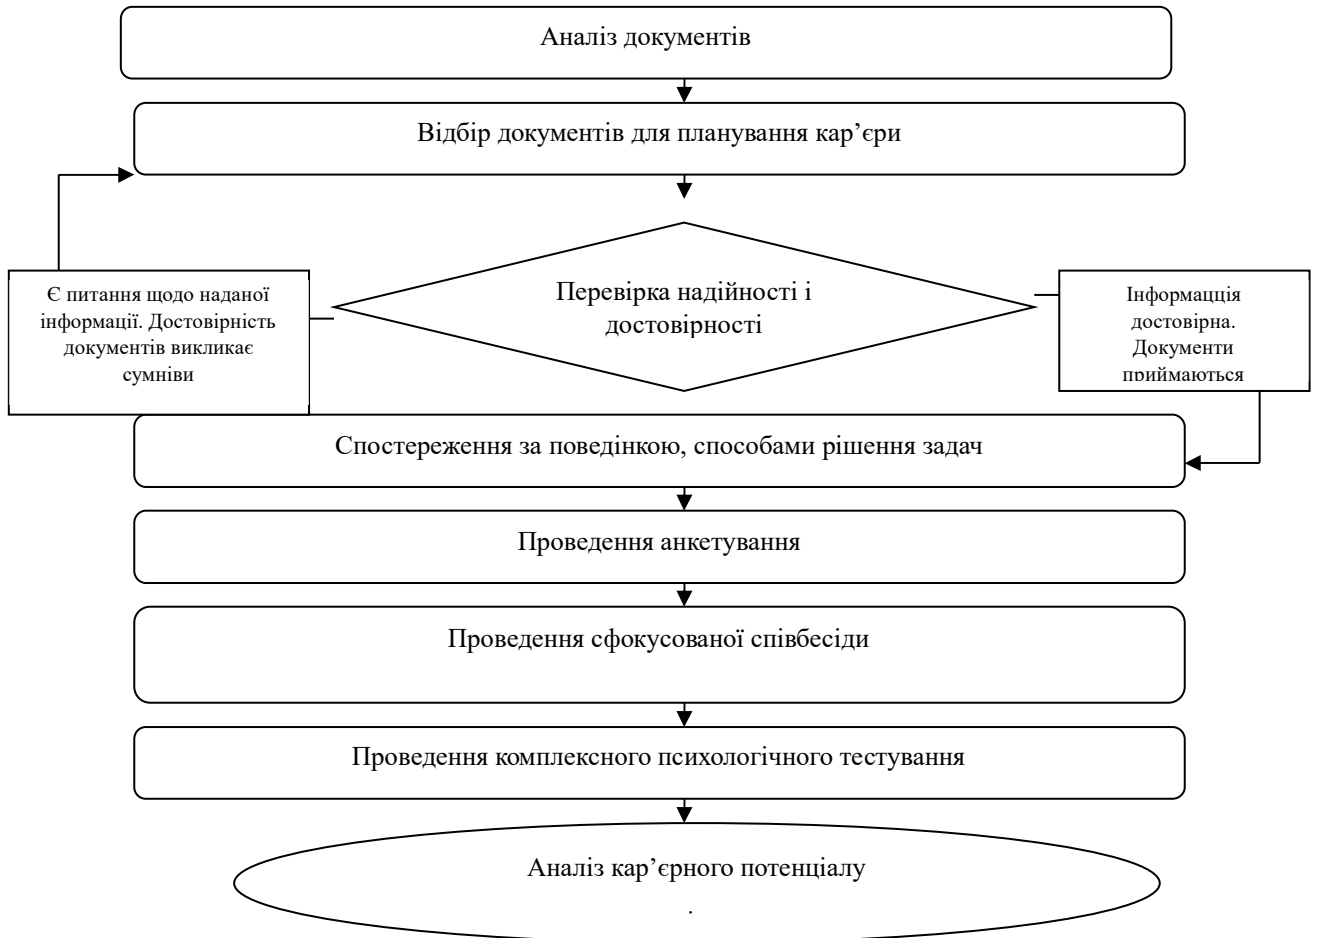 Аналіз документів
Відбір документів для планування кар’єри
Перевірка надійності і
достовірності
Є питання щодо наданої
інформації. Достовірність
документів викликає
сумніви
Інформацція
достовірна.
Документи
приймаються
Спостереження за поведінкою, способами рішення задач
Проведення анкетування
Проведення сфокусованої співбесіди
Проведення комплексного психологічного тестування
Аналіз кар’єрного потенціалу
.